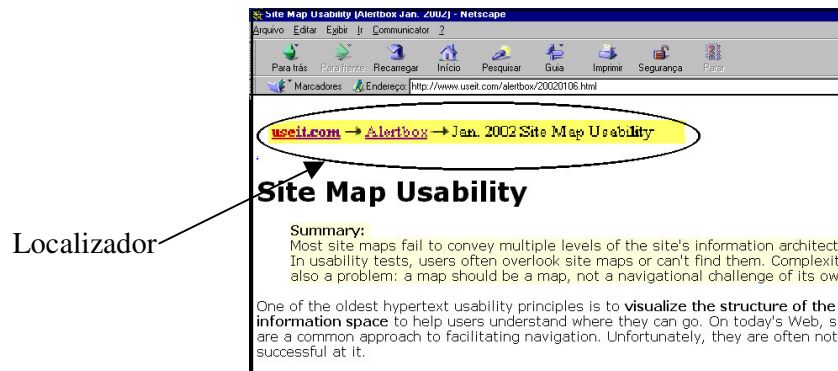 Site Map Usability (Alertbox Jan. 2002) - Netscape
Arquivo Editar Exibir Ir Communicator ?
Para trás Para frente Recarregar Início Pesquisar Guia Imprimir Segurança Parar
Marcadores Endereço: http://www.useit.com/alertbox/20020106.html
useit.com → Alertbox → Jan. 2002 Site Map Usability
Site Map Usability
Localizador
Summary:
Most site maps fail to convey multiple levels of the site's information architect
In usability tests, users often overlook site maps or can't find them. Complexit
also a problem: a map should be a map, not a navigational challenge of its ow
One of the oldest hypertext usability principles is to visualize the structure of the
information space to help users understand where they can go. On today's Web, s
are a common approach to facilitating navigation. Unfortunately, they are often not
successful at it.